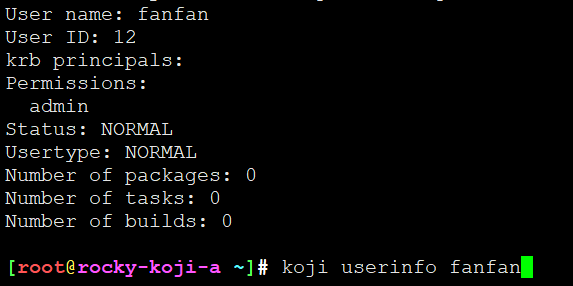 User name: fanfan
User ID: 12
krb principals:
Permissions:
  admin
Status: NORMAL
Usertype: NORMAL
Number of packages: 0
Number of tasks: 0
Number of builds: 0
[root@rocky-koji-a ~]# koji userinfo fanfan